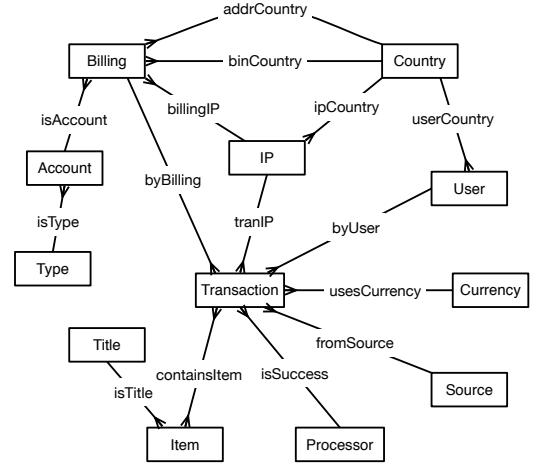 addrCountry
Billing
binCountry
Country
isAccount
billingIP
ipCountry
userCountry
Account
IP
byBilling
User
isType
tranIP
byUser
Type
Transaction
usesCurrency
Currency
Title
fromSource
containsItem
isSuccess
isTitle
Source
Item
Processor